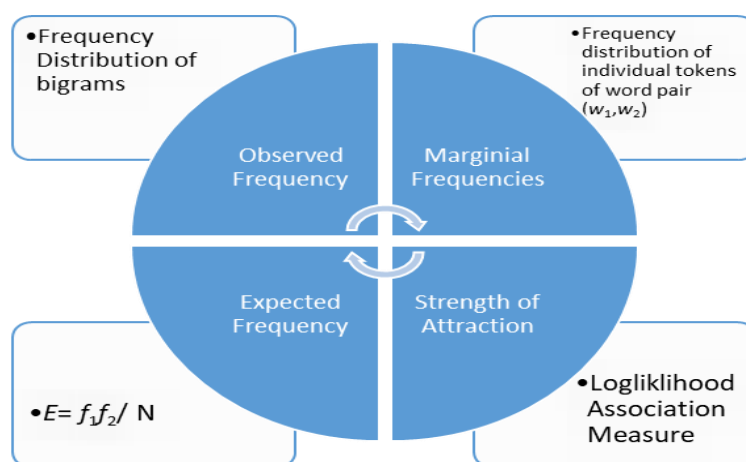 •Frequency
Distribution of
bigrams
•Frequency
distribution of
individual tokens
of word pair
(w₁,w₂)
Observed
Frequency
Marginial
Frequencies
Expected
Frequency
Strength of
Attraction
•E= f₁f₂/ N
•Logliklihood
Association
Measure